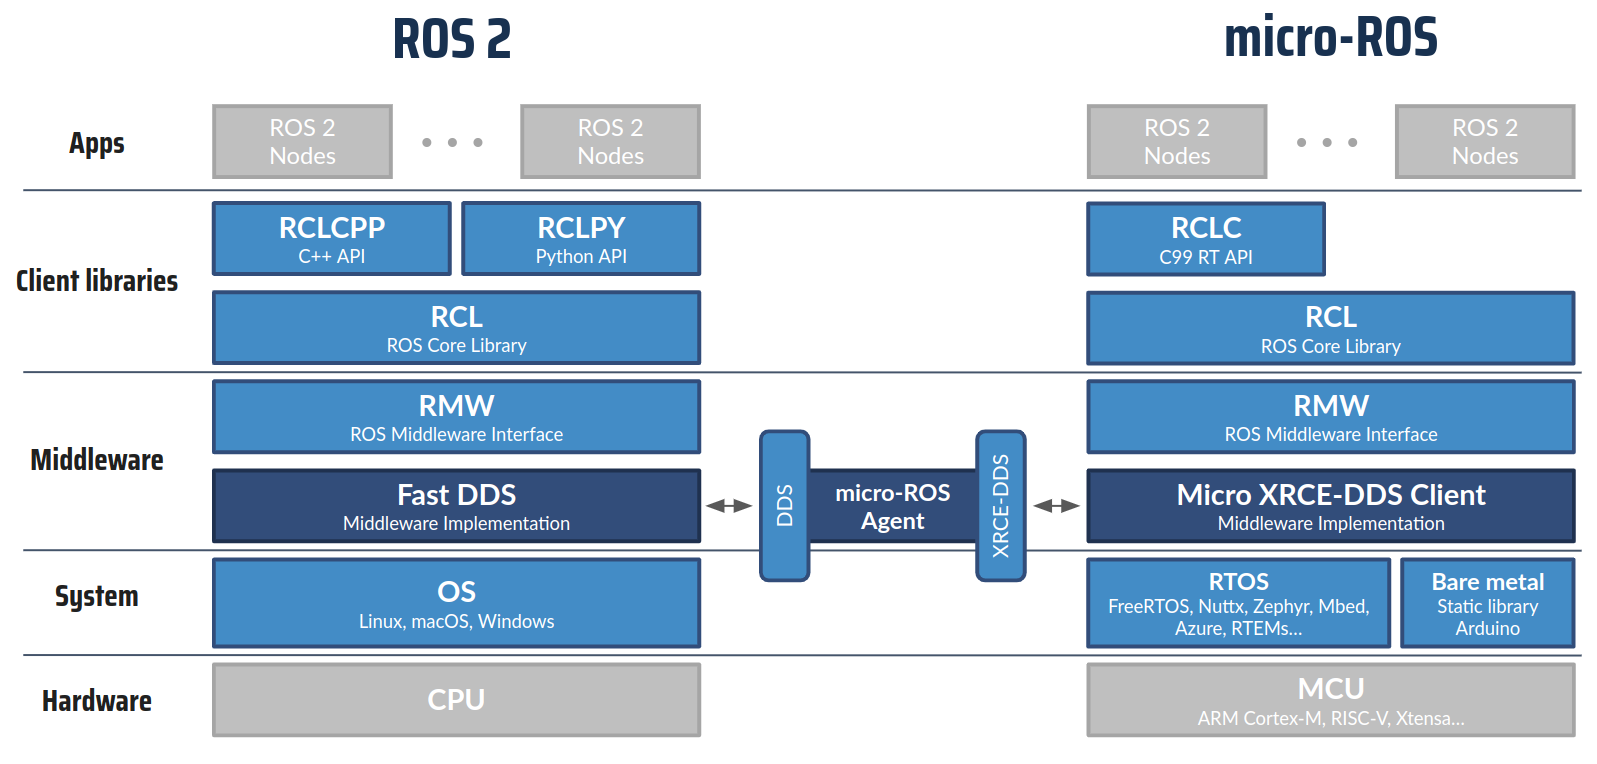 ROS 2
micro-ROS
Apps
ROS 2
Nodes
ROS 2
Nodes
ROS 2
Nodes
ROS 2
Nodes
Client libraries
RCLCPP
C++ API
RCLPY
Python API
RCLC
C99 RT API
RCL
ROS Core Library
RCL
ROS Core Library
Middleware
RMW
ROS Middleware Interface
RMW
ROS Middleware Interface
Fast DDS
Middleware Implementation
DDS
micro-ROS
Agent
XRCE-DDS
Micro XRCE-DDS Client
Middleware Implementation
System
OS
Linux, macOS, Windows
RTOS
FreeRTOS, Nuttx, Zephyr, Mbed,
Azure, RTEMs...
Bare metal
Static library
Arduino
Hardware
CPU
MCU
ARM Cortex-M, RISC-V, Xtensa...